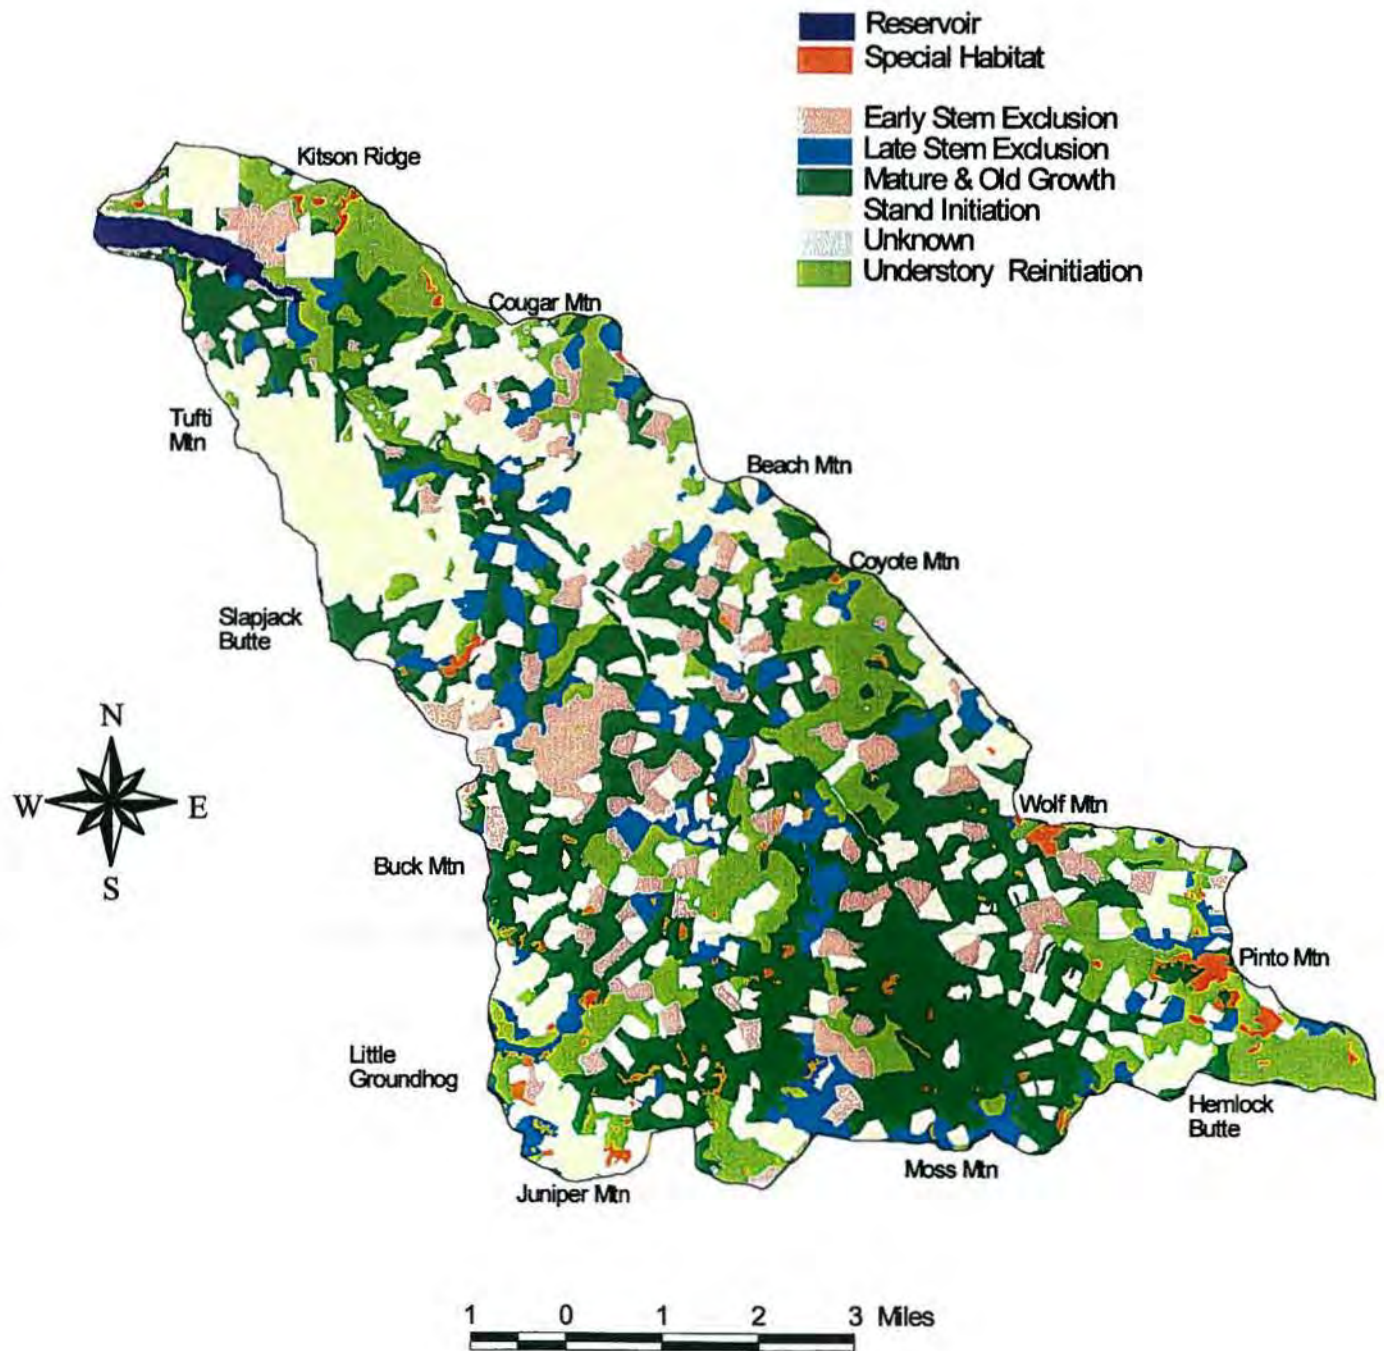 Reservoir
Special Habitat
Early Stem Exclusion
Late Stem Exclusion
Mature & Old Growth
Stand Initiation
Unknown
Understory Reinitiation
Kitson Ridge
Cougar Mtn
Tufti
Mtn
Beach Mtn
Coyote Mtn
Slapjack
Butte
N
W E
S
Wolf Mtn
Buck Mtn
Pinto Mtn
Little
Groundhog
Hemlock
Butte
Moss Mtn
Juniper Mtn
1 0 1 2 3 Miles